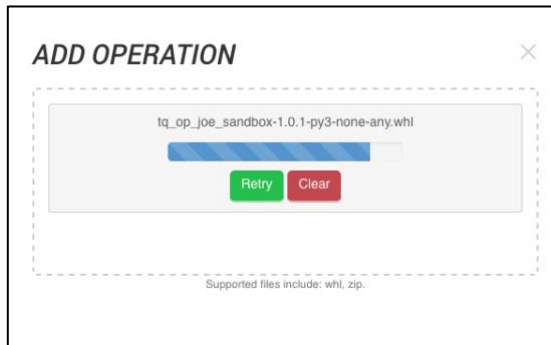 ADD OPERATION
tq_op_joe_sandbox-1.0.1-py3-none-any.whl
Retry Clear
Supported files include: whl, zip.